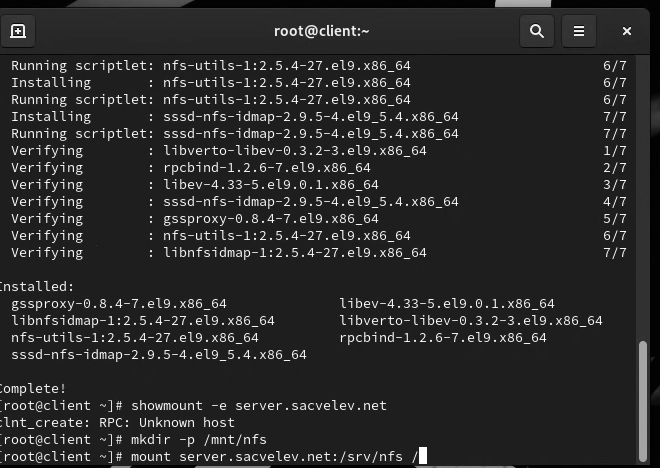 root@client:~
Running scriptlet: nfs-utils-1:2.5.4-27.el9.x86_64 6/7
Installing : nfs-utils-1:2.5.4-27.el9.x86_64 6/7
Running scriptlet: nfs-utils-1:2.5.4-27.el9.x86_64 6/7
Installing : sssd-nfs-idmap-2.9.5-4.el9_5.4.x86_64 7/7
Running scriptlet: sssd-nfs-idmap-2.9.5-4.el9_5.4.x86_64 7/7
Verifying : libverto-libev-0.3.2-3.el9.x86_64 1/7
Verifying : rpcbind-1.2.6-7.el9.x86_64 2/7
Verifying : libev-4.33-5.el9.0.1.x86_64 3/7
Verifying : sssd-nfs-idmap-2.9.5-4.el9_5.4.x86_64 4/7
Verifying : gssproxy-0.8.4-7.el9.x86_64 5/7
Verifying : nfs-utils-1:2.5.4-27.el9.x86_64 6/7
Verifying : libnfsidmap-1:2.5.4-27.el9.x86_64 7/7
Installed:
gssproxy-0.8.4-7.el9.x86_64 libev-4.33-5.el9.0.1.x86_64
libnfsidmap-1:2.5.4-27.el9.x86_64 libverto-libev-0.3.2-3.el9.x86_64
nfs-utils-1:2.5.4-27.el9.x86_64 rpcbind-1.2.6-7.el9.x86_64
sssd-nfs-idmap-2.9.5-4.el9_5.4.x86_64
Complete!
[root@client ~]# showmount -e server.sacvelev.net
clnt_create: RPC: Unknown host
[root@client ~]# mkdir -p /mnt/nfs
[root@client ~]# mount server.sacvelev.net:/srv/nfs /